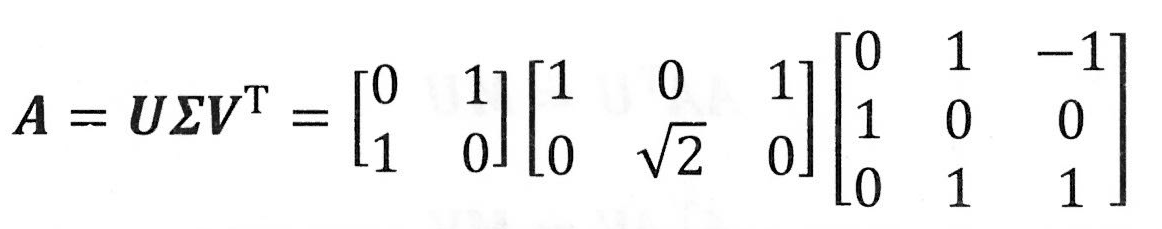 A = UΣV^T = [0 1; 1 0] [1 0 1; 0 √2 0] [0 1 −1; 1 0 0; 0 1 1]